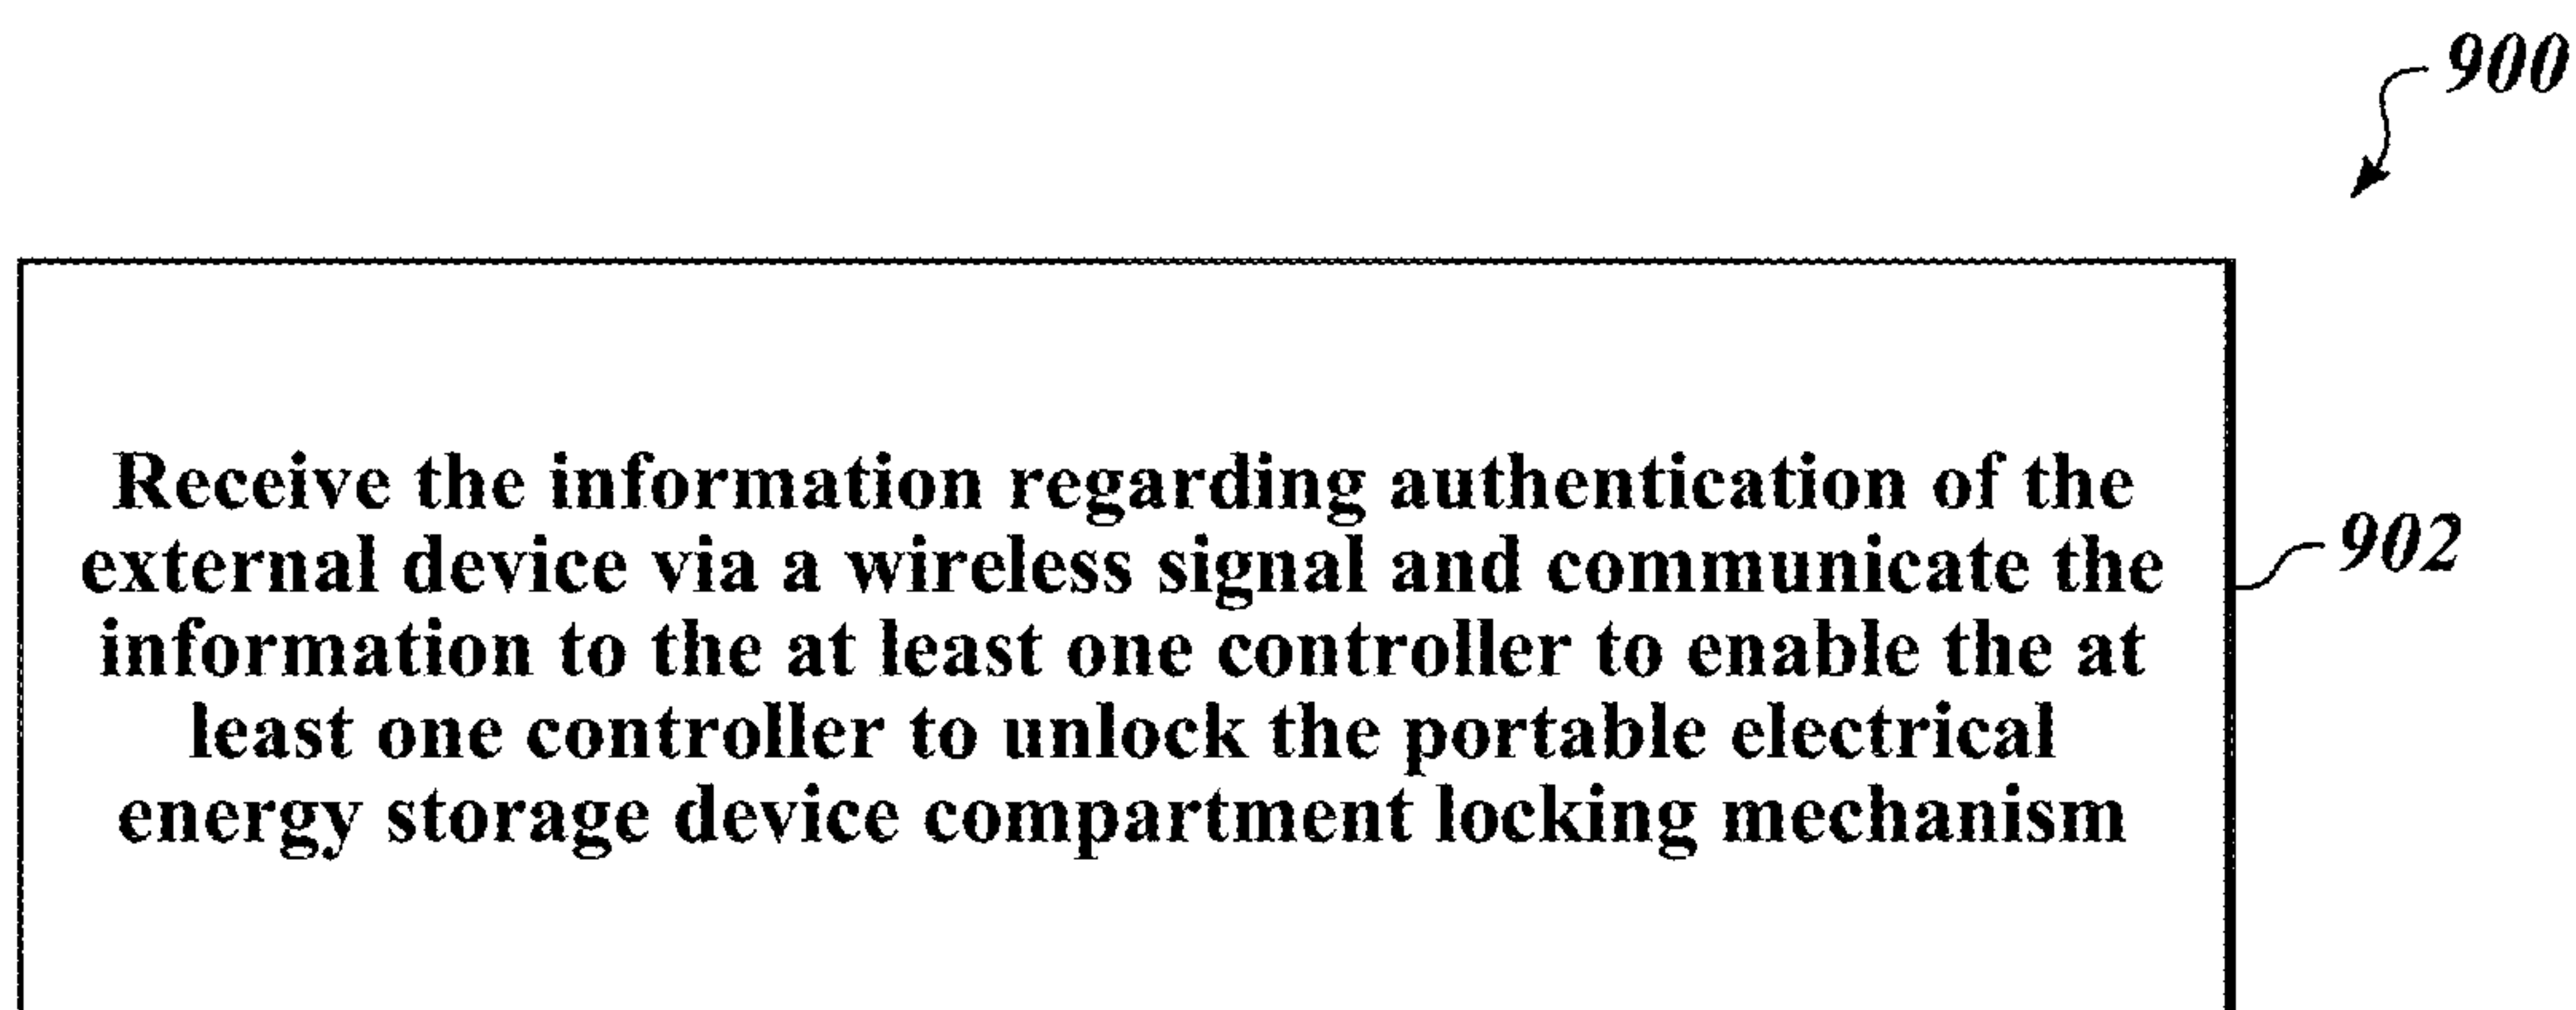 900
Receive the information regarding authentication of the
external device via a wireless signal and communicate the
information to the at least one controller to enable the at
least one controller to unlock the portable electrical
energy storage device compartment locking mechanism
902